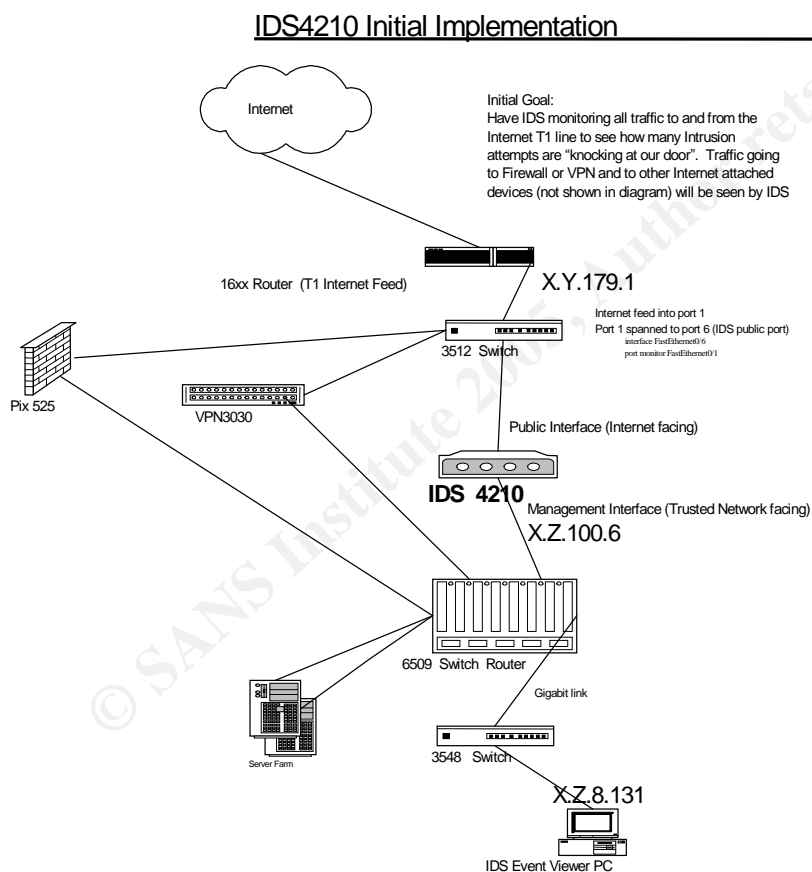 IDS4210 Initial Implementation
Internet
Initial Goal:
Have IDS monitoring all traffic to and from the
Internet T1 line to see how many Intrusion
attempts are “knocking at our door”. Traffic going
to Firewall or VPN and to other Internet attached
devices (not shown in diagram) will be seen by IDS
16xx Router (T1 Internet Feed)
X.Y.179.1
Internet feed into port 1
Port 1 spanned to port 6 (IDS public port)
interface FastEthernet0/6
port monitor FastEthernet0/1
3512 Switch
Pix 525
VPN3030
Public Interface (Internet facing)
IDS 4210
Management Interface (Trusted Network facing)
X.Z.100.6
6509 Switch Router
Gigabit link
Server Farm
3548 Switch
X.Z.8.131
IDS Event Viewer PC
© SANS Institute 2005, Author reta